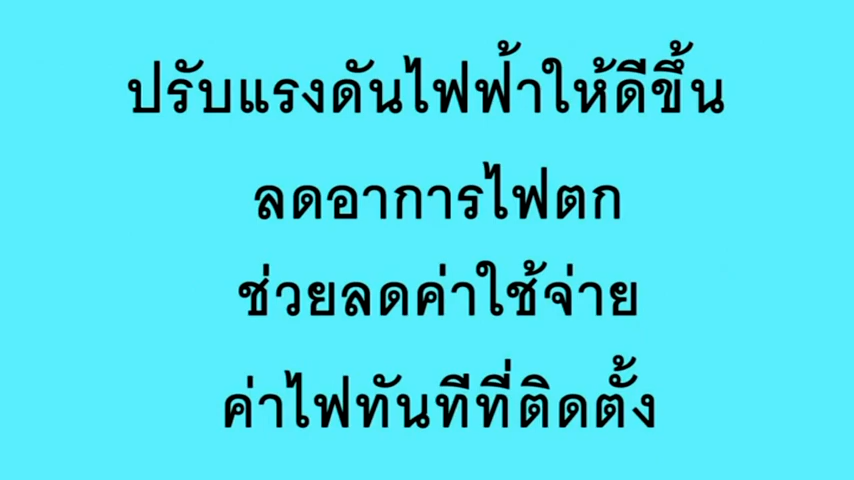 ปรับแรงดันไฟฟ้าให้ดีขึ้น
ลดอาการไฟตก
ช่วยลดค่าใช้จ่าย
ค่าไฟทันทีที่ติดตั้ง